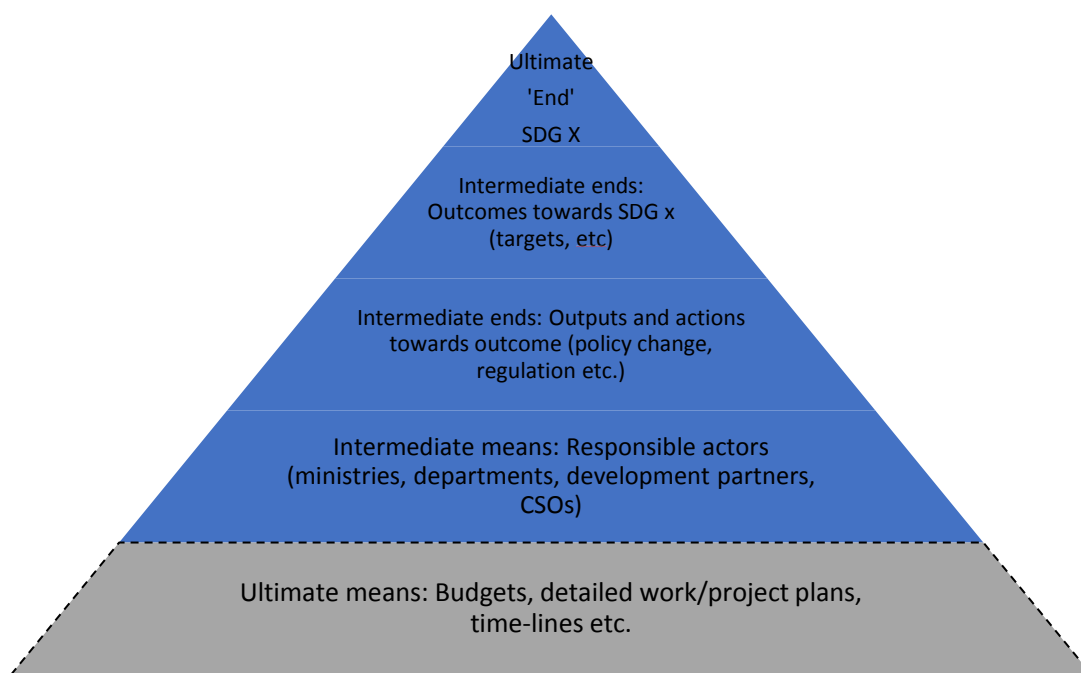 Ultimate
'End'
SDG X
Intermediate ends:
Outcomes towards SDG x
(targets, etc)
Intermediate ends: Outputs and actions
towards outcome (policy change,
regulation etc.)
Intermediate means: Responsible actors
(ministries, departments, development partners,
CSOs)
Ultimate means: Budgets, detailed work/project plans,
time-lines etc.